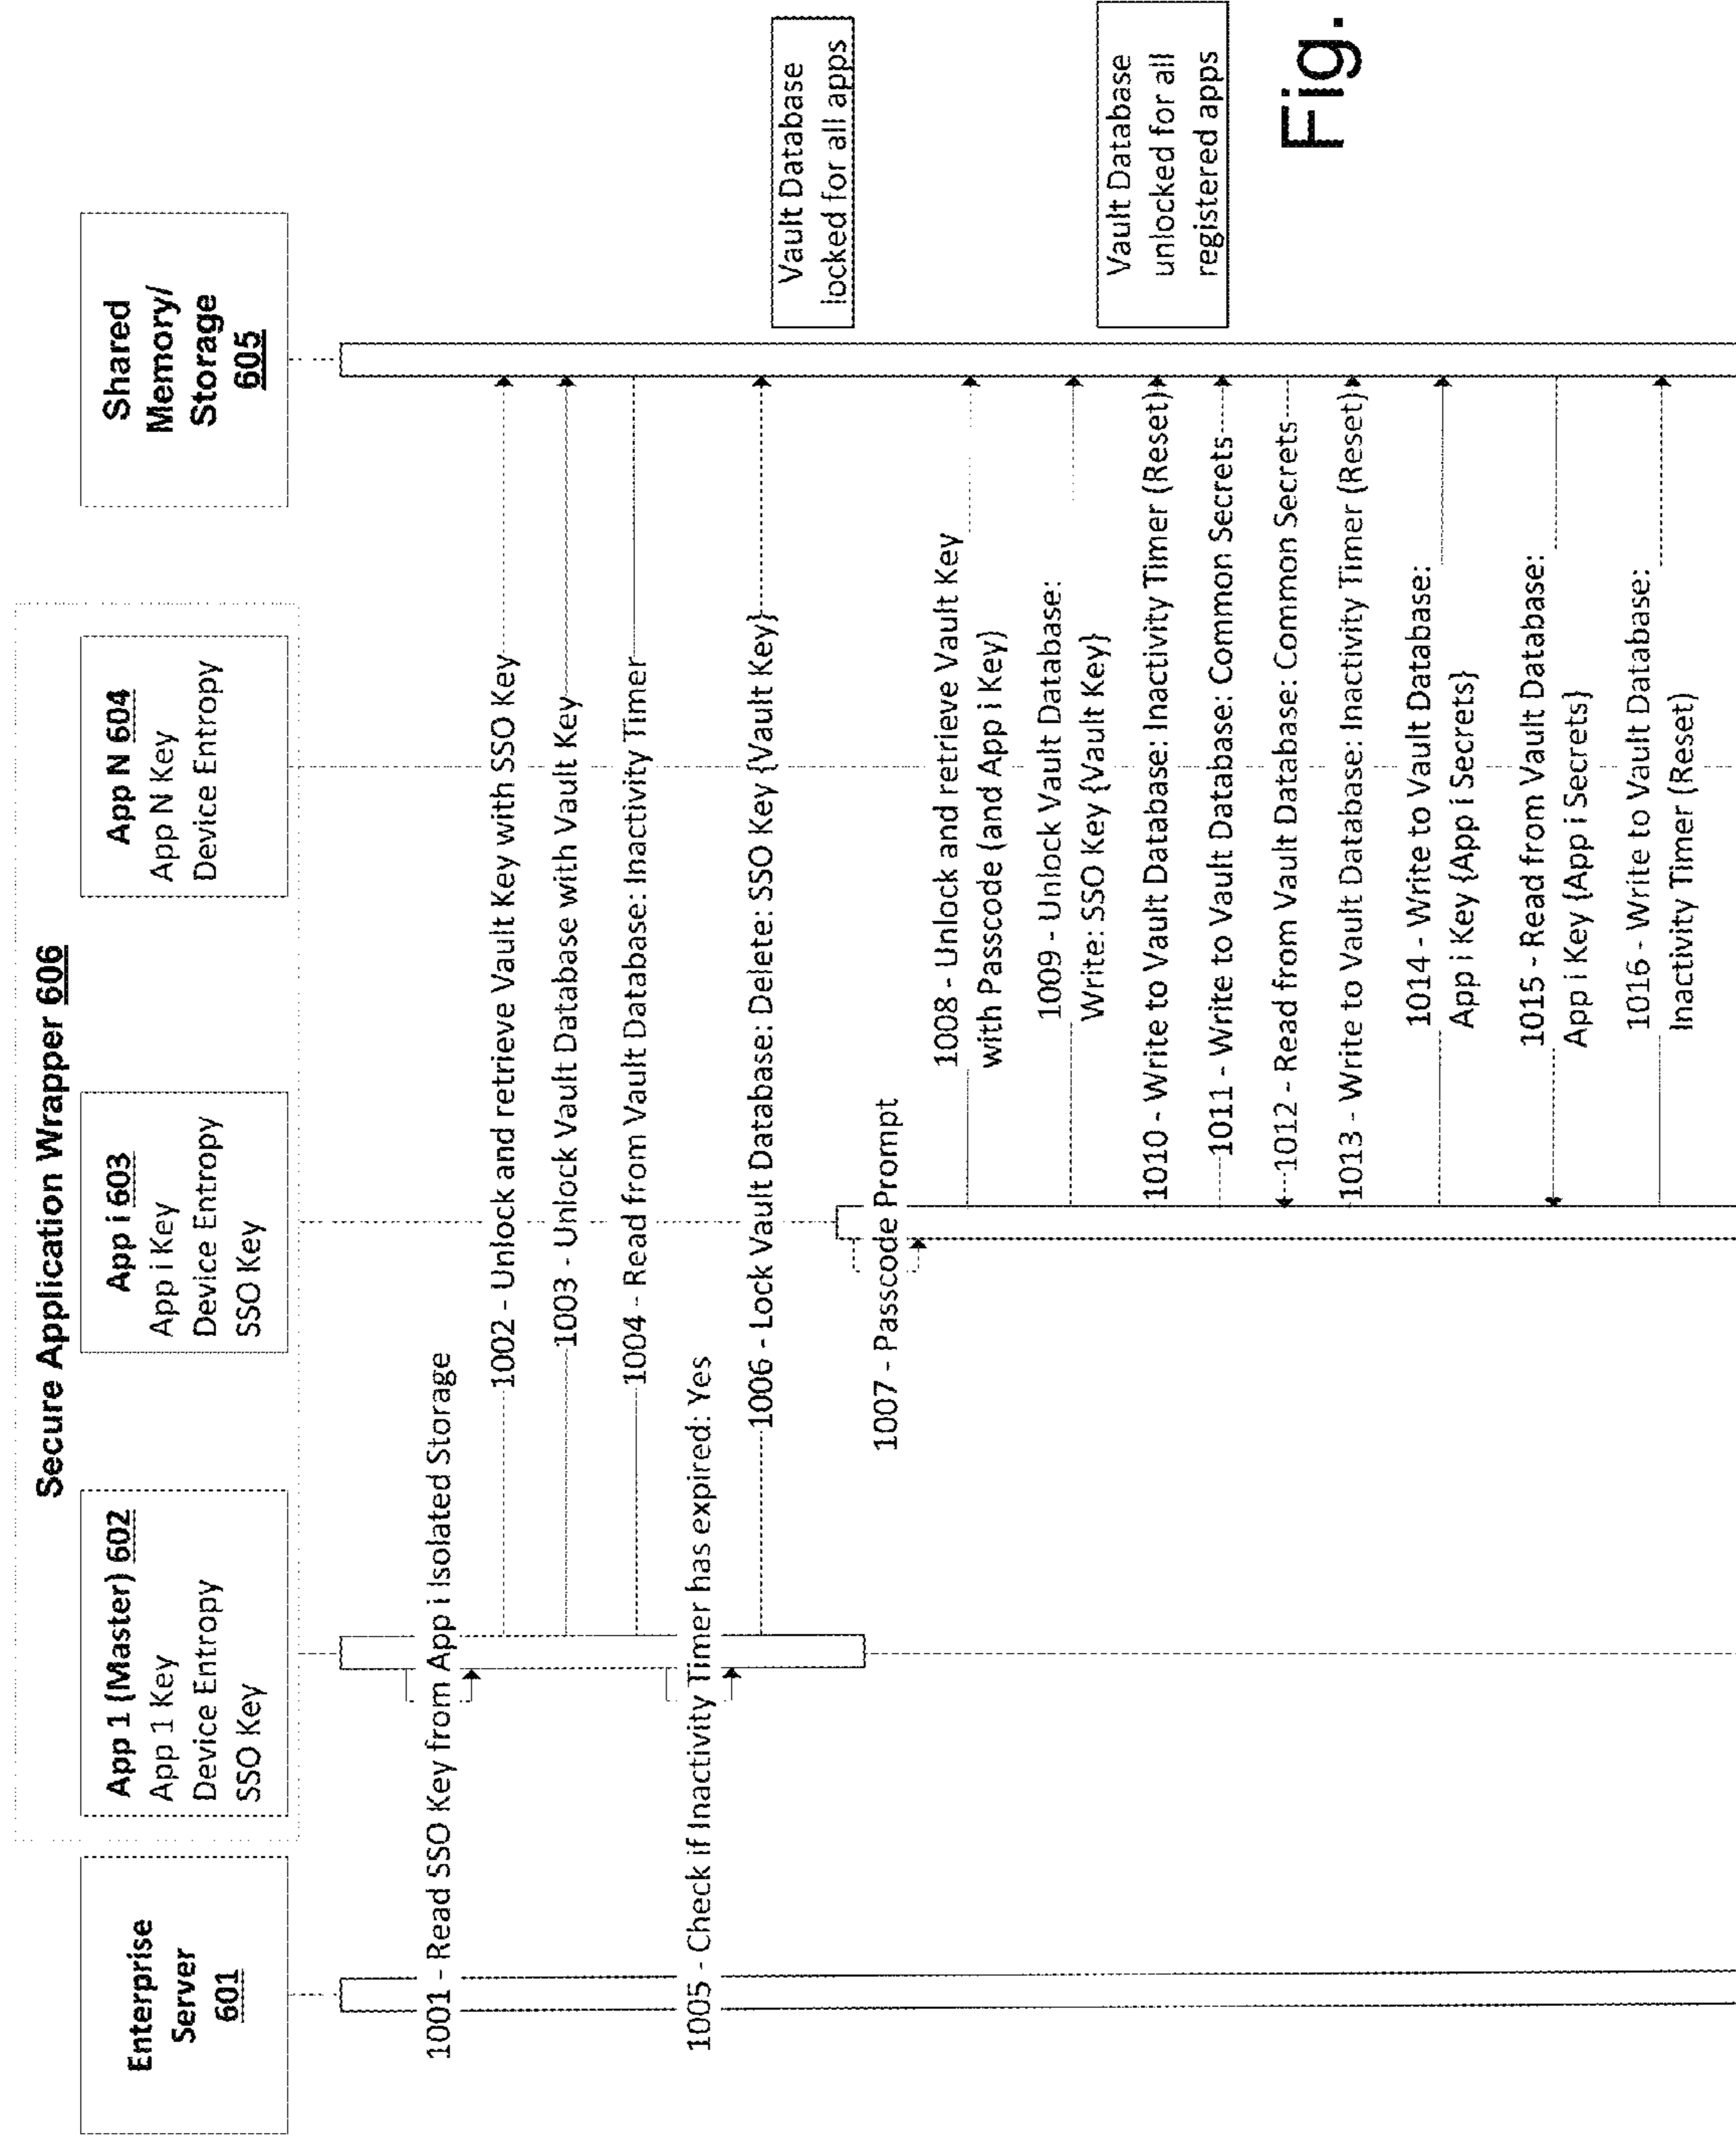 Secure Application Wrapper 606
Enterprise
Server
601
App 1 (Master) 602
App 1 Key
Device Entropy
SSO Key
App i 603
App i Key
Device Entropy
SSO Key
App N 604
App N Key
Device Entropy
Shared
Memory/
Storage
605
1001 - Read SSO Key from App i Isolated Storage
1002 - Unlock and retrieve Vault Key with SSO Key
1003 - Unlock Vault Database with Vault Key
1004 - Read from Vault Database: Inactivity Timer
1005 - Check if Inactivity Timer has expired: Yes
1006 - Lock Vault Database: Delete: SSO Key {Vault Key}
Vault Database
locked for all apps
1007 - Passcode Prompt
1008 - Unlock and retrieve Vault Key
with Passcode (and App i Key)
1009 - Unlock Vault Database:
Write: SSO Key {Vault Key}
Vault Database
unlocked for all
registered apps
1010 - Write to Vault Database: Inactivity Timer (Reset)
1011 - Write to Vault Database: Common Secrets
1012 - Read from Vault Database: Common Secrets
1013 - Write to Vault Database: Inactivity Timer (Reset)
1014 - Write to Vault Database:
App i Key {App i Secrets}
1015 - Read from Vault Database:
App i Key {App i Secrets}
1016 - Write to Vault Database:
Inactivity Timer (Reset)
Fig.